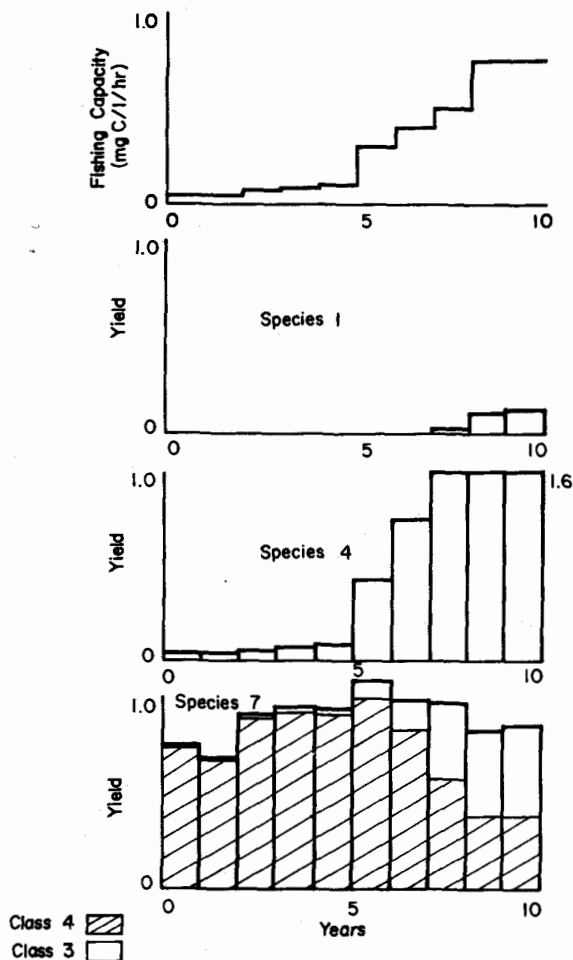 1.0
Fishing Capacity
(mg C/l/hr)
0
0 5 10
1.0
Yield
Species 1
0
0 5 10
1.0
1.6
Yield
Species 4
0
5 10
Species 7
1.0
Yield
0
0 5 10
Years
Class 4
Class 3